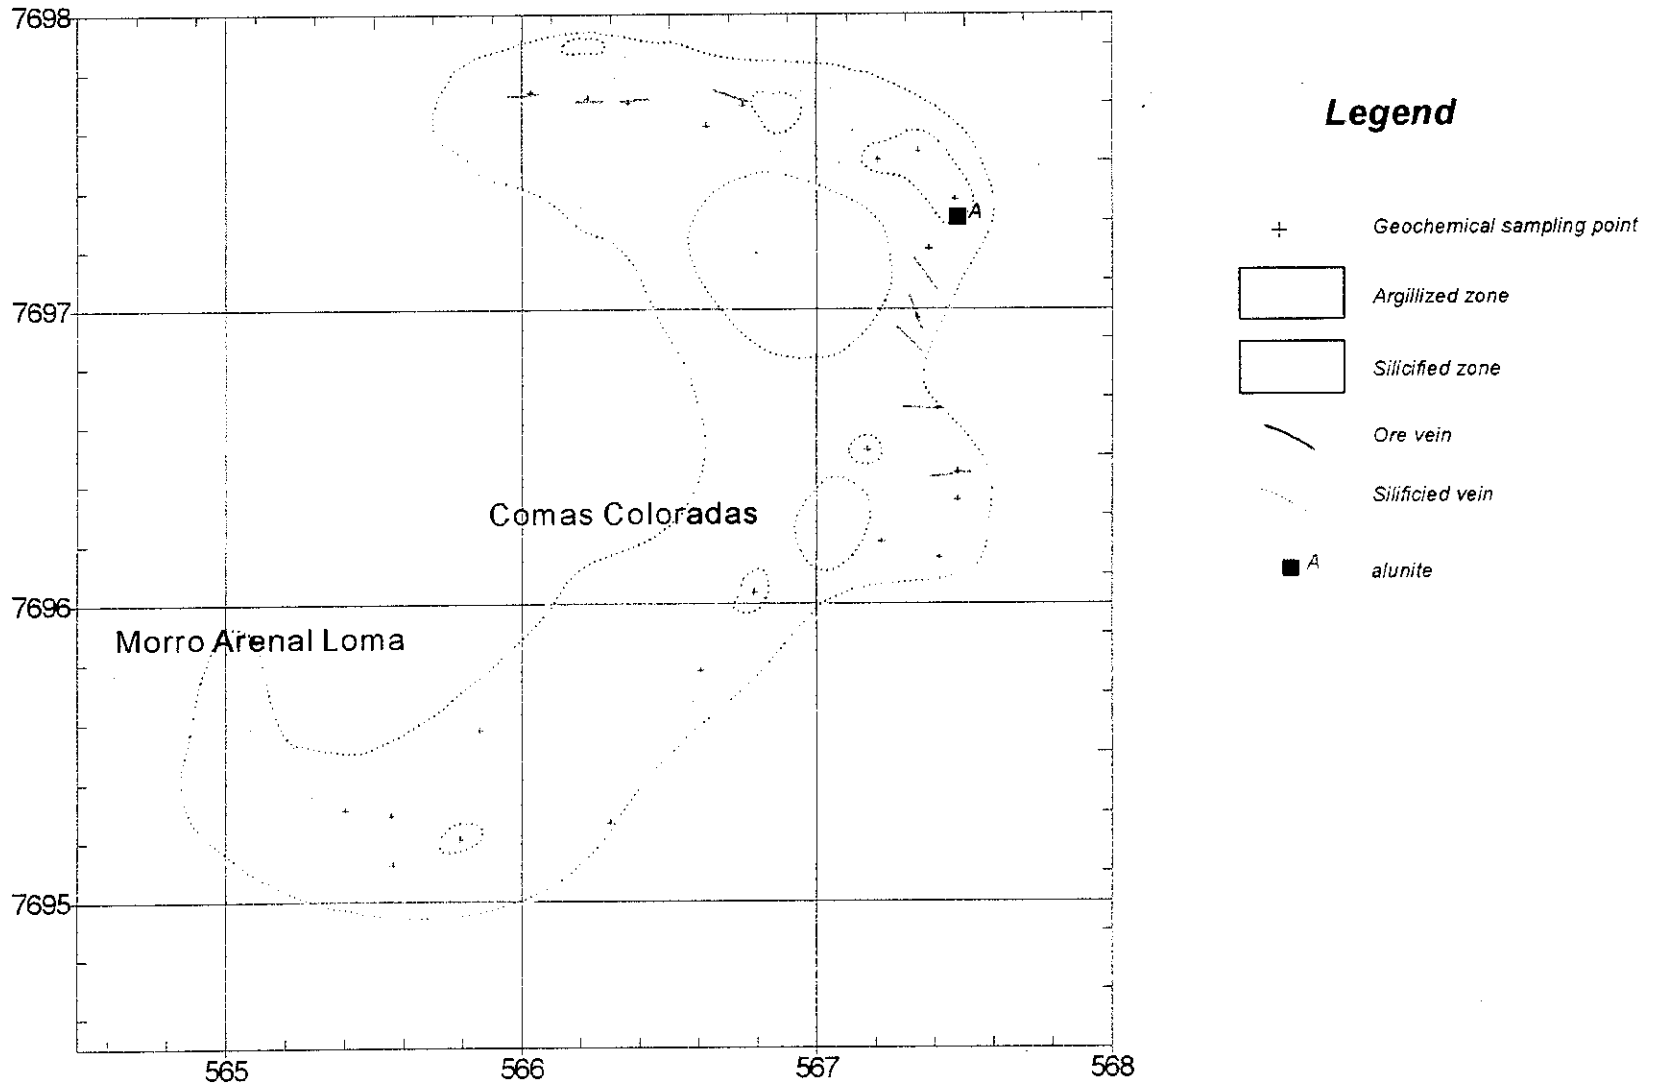 7698
7697
7696
7695
565
566
567
568
A
Comas Coloradas
Morro Arenal Loma
Legend
Geochemical sampling point
Argillized zone
Silicified zone
Ore vein
Silificied vein
A alunite